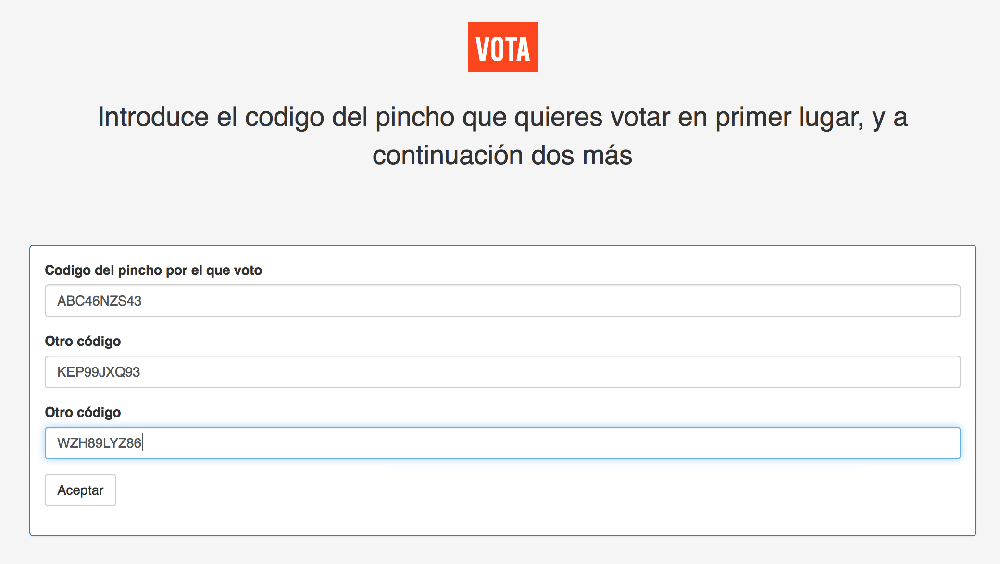 VOTA
Introduce el codigo del pincho que quieres votar en primer lugar, y a
continuación dos más
Codigo del pincho por el que voto
ABC46NZS43
Otro código
KEP99JXQ93
Otro código
WZH89LYZ86
Aceptar